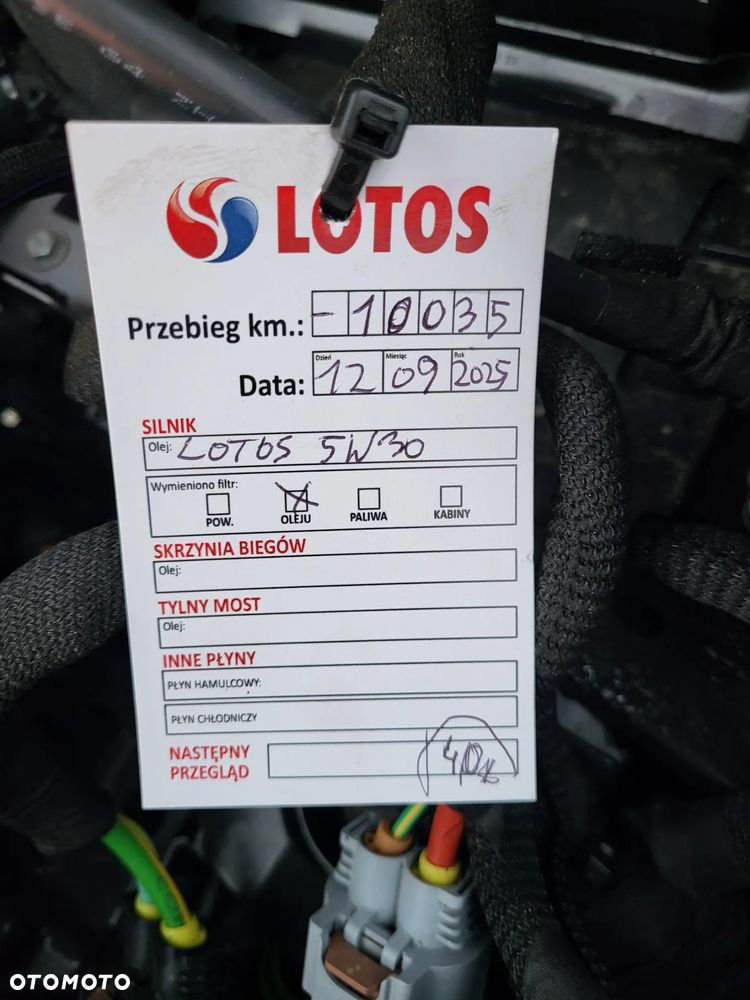 LOTOS
Przebieg km.: - 10035
Dzień Miesiąc Rok
Data: 12 09 2025
SILNIK
Olej: LOTOS 5W30
Wymieniono filtr:
POW. OLEJU PALIWA KABINY
SKRZYNIA BIEGÓW
Olej:
TYLNY MOST
Olej:
INNE PŁYNY
PŁYN HAMULCOWY:
PŁYN CHŁODNICZY
NASTĘPNY
PRZEGLĄD
OTOMOTO